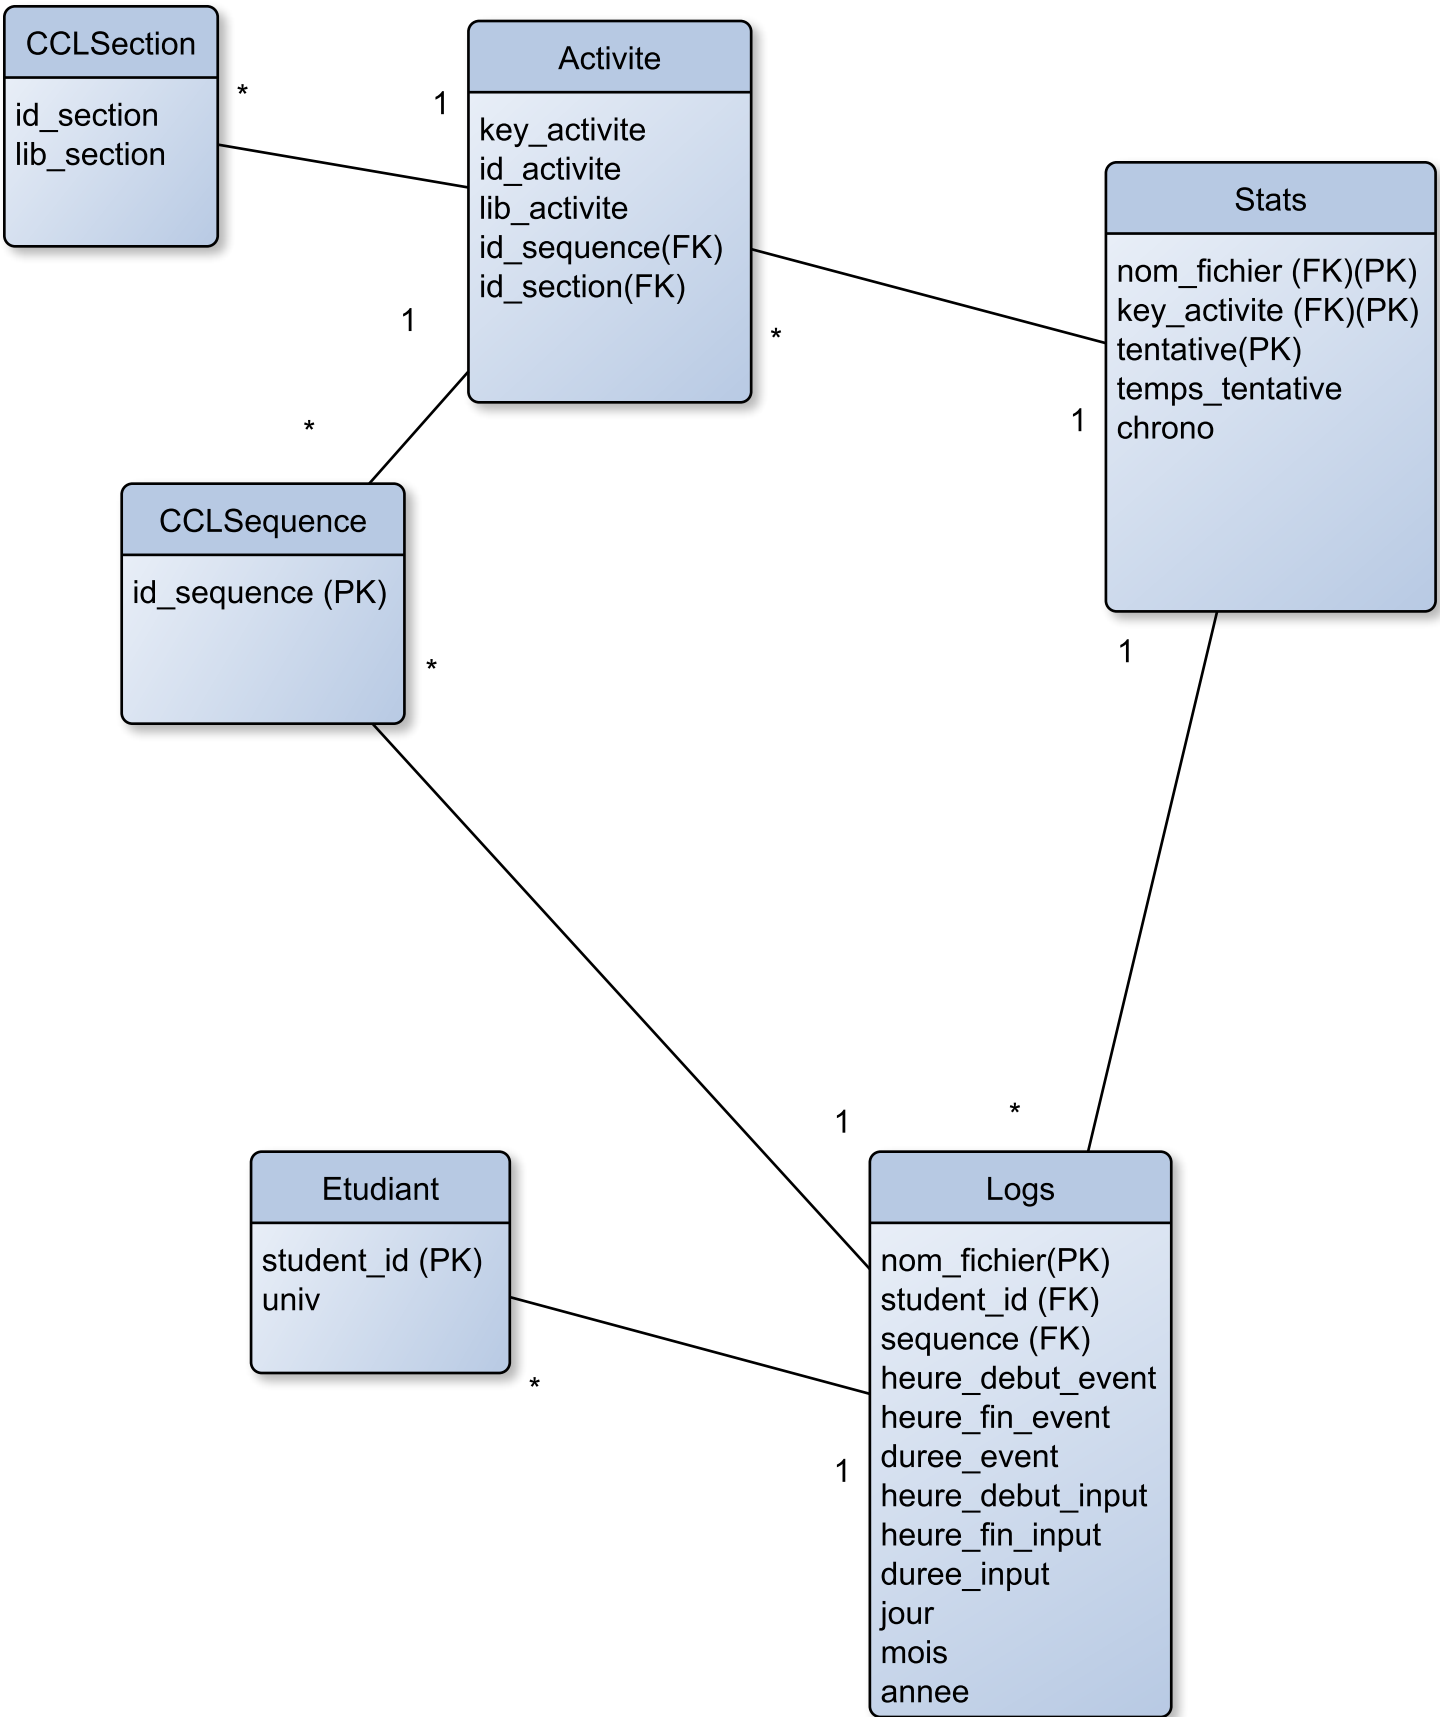 CCLSection
id_section
lib_section
*
1
Activite
key_activite
id_activite
lib_activite
id_sequence(FK)
id_section(FK)
1
*
*
1
Stats
nom_fichier (FK)(PK)
key_activite (FK)(PK)
tentative(PK)
temps_tentative
chrono
CCLSequence
id_sequence (PK)
*
1
1
*
Etudiant
student_id (PK)
univ
*
1
Logs
nom_fichier(PK)
student_id (FK)
sequence (FK)
heure_debut_event
heure_fin_event
duree_event
heure_debut_input
heure_fin_input
duree_input
jour
mois
annee